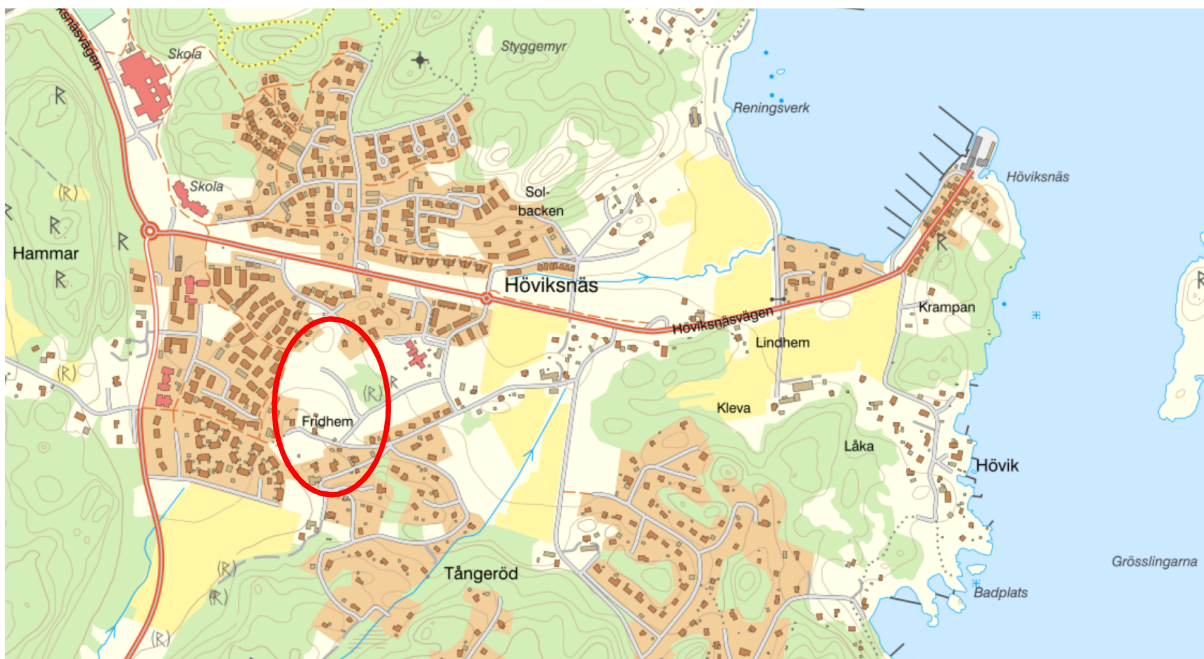 ksnäsvägen
Skola
Styggemyr
Reningsverk
Höviksnäs
Skola
Sol-
backen
(R)
R
R
R
R
R
Hammar
R
R
Höviksnäs
Krampan
Höviksnäsvägen
Lindhem
(R)
(R)
(R)
R
Kleva
Fridhem
Låka
Hövik
Grösslingarna
Tångeröd
(R)
(R)
Badplats
(R)